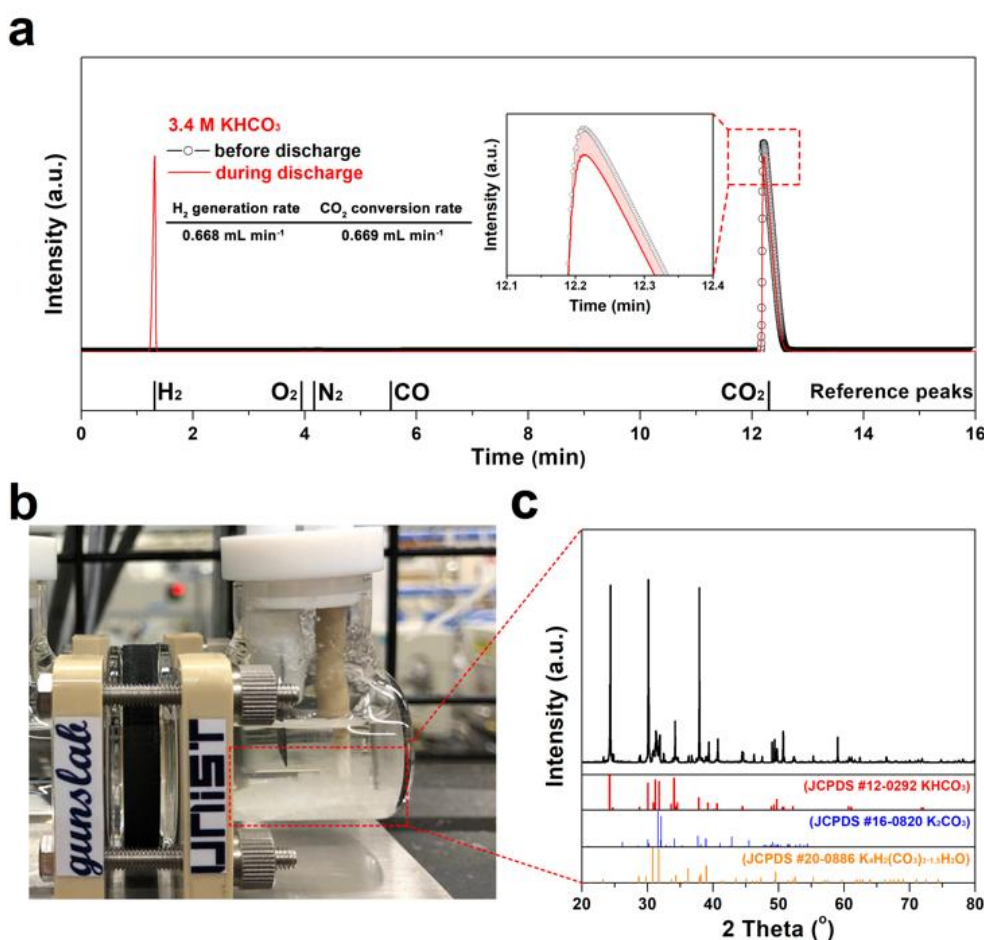 a
Intensity (a.u.)
3.4 M KHCO₃
before discharge
during discharge
H₂ generation rate CO₂ conversion rate
0.668 mL min⁻¹ 0.669 mL min⁻¹
Intensity (a.u.)
12.1 12.2 12.3 12.4
Time (min)
H₂ O₂ N₂ CO CO₂ Reference peaks
0 2 4 6 8 10 12 14 16
Time (min)
b
gunslab
UNIST
c
Intensity (a.u.)
(JCPDS #12-0292 KHCO₃)
(JCPDS #16-0820 K₂CO₃)
(JCPDS #20-0886 K₄H₂(CO₃)₃·₁.₅H₂O)
20 30 40 50 60 70 80
2 Theta (°)